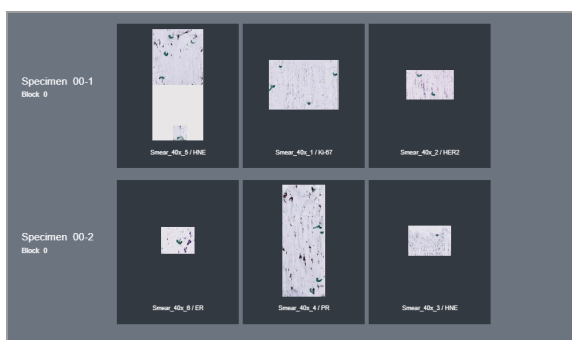 Specimen 00-1
Block 0
Smear_40x_5 / HNE
Smear_40x_1 / Ki-67
Smear_40x_2 / HER2
Specimen 00-2
Block 0
Smear_40x_6 / ER
Smear_40x_4 / PR
Smear_40x_3 / HNE